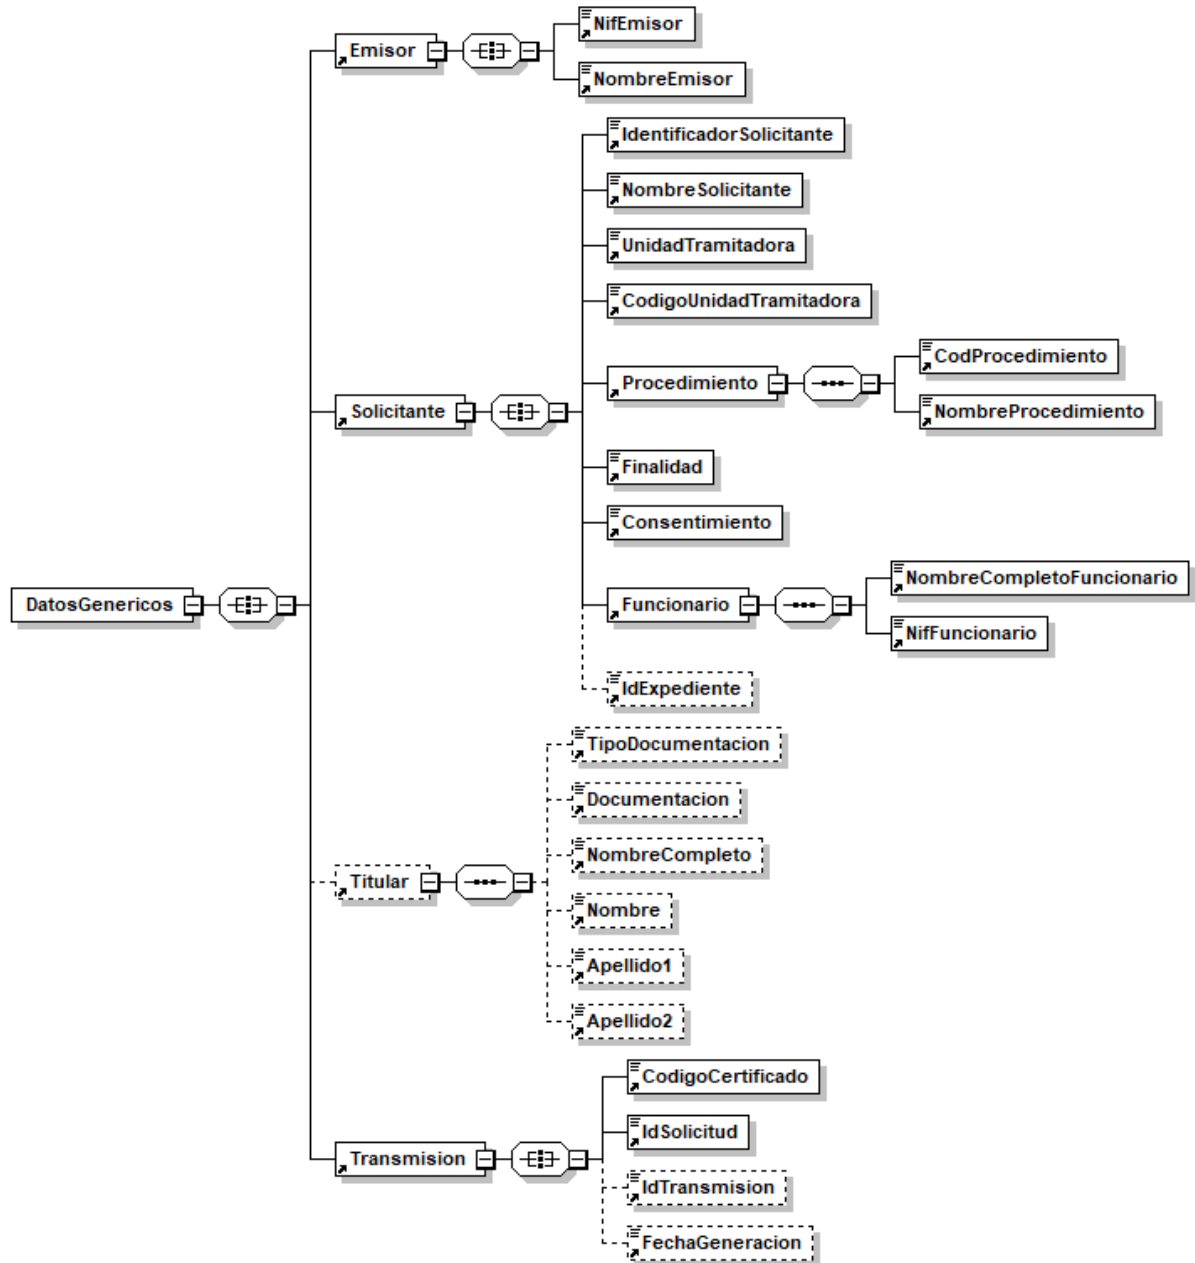 DatosGenericos
Emisor
NifEmisor
NombreEmisor
Solicitante
IdentificadorSolicitante
NombreSolicitante
UnidadTramitadora
CodigoUnidadTramitadora
Procedimiento
CodProcedimiento
NombreProcedimiento
Finalidad
Consentimiento
Funcionario
NombreCompletoFuncionario
NifFuncionario
IdExpediente
Titular
TipoDocumentacion
Documentacion
NombreCompleto
Nombre
Apellido1
Apellido2
Transmision
CodigoCertificado
IdSolicitud
IdTransmision
FechaGeneracion